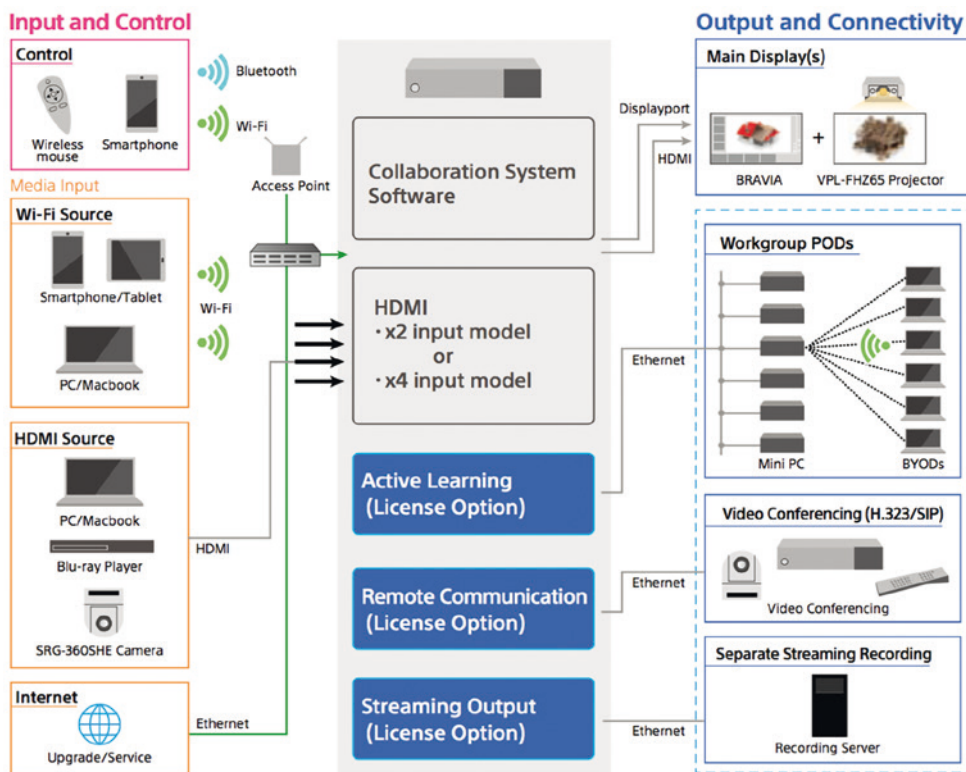 Input and Control
Control
Wireless
mouse
Smartphone
Bluetooth
Wi-Fi
Access Point
Media Input
Wi-Fi Source
Smartphone/Tablet
Wi-Fi
PC/Macbook
HDMI Source
PC/Macbook
Blu-ray Player
HDMI
SRG-360SHE Camera
Internet
Ethernet
Upgrade/Service
Collaboration System
Software
HDMI
・x2 input model
or
・x4 input model
Active Learning
(License Option)
Remote Communication
(License Option)
Streaming Output
(License Option)
Output and Connectivity
Main Display(s)
Displayport
HDMI
+
BRAVIA
VPL-FHZ65 Projector
Workgroup PODs
Ethernet
Mini PC
BYODs
Video Conferencing (H.323/SIP)
Ethernet
Video Conferencing
Separate Streaming Recording
Ethernet
Recording Server